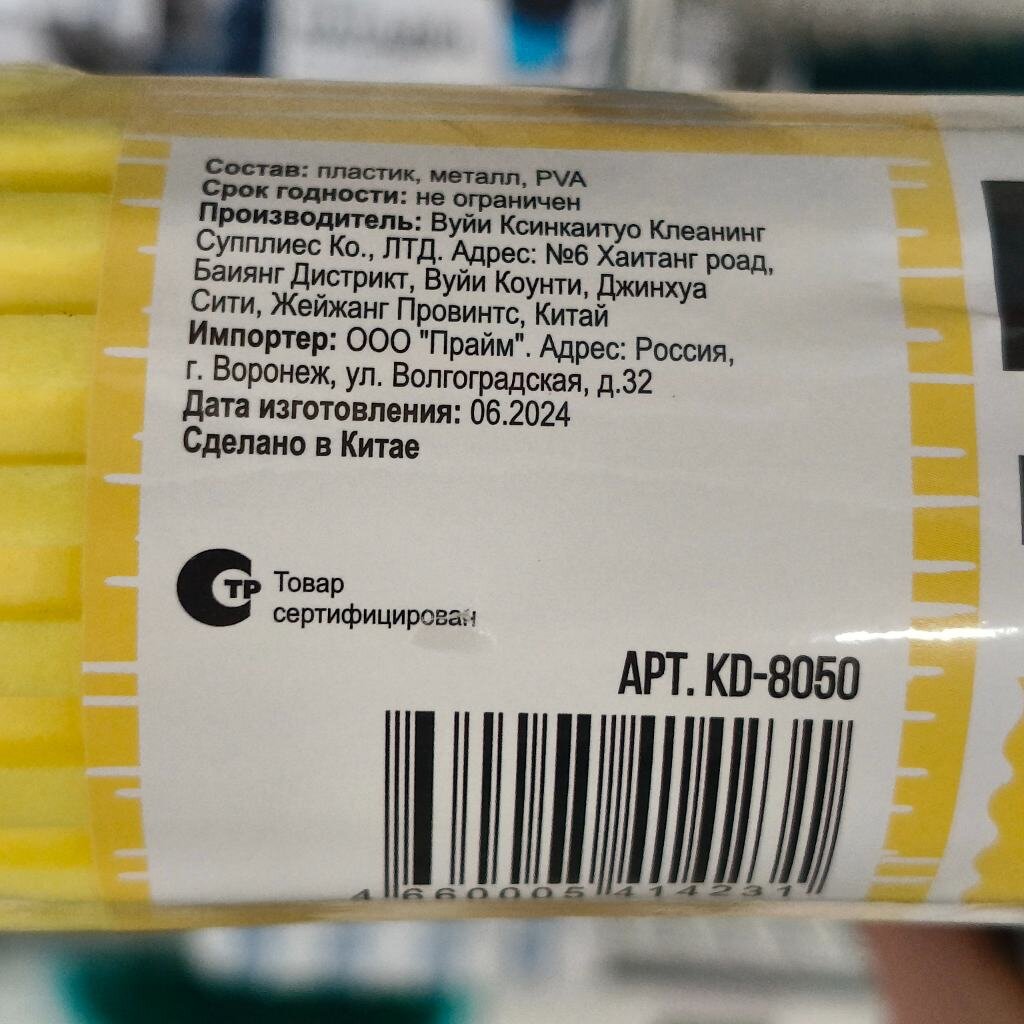 Состав: пластик, металл, PVA
Срок годности: не ограничен
Производитель: Вуйи Ксинкаитуо Клеанинг
Супплиес Ко., ЛТД. Адрес: №6 Хаитанг роад,
Баиянг Дистрикт, Вуйи Коунти, Джинхуа
Сити, Жейжанг Провинтс, Китай
Импортер: ООО "Прайм". Адрес: Россия,
г. Воронеж, ул. Волгоградская, д.32
Дата изготовления: 06.2024
Сделано в Китае
СТР Товар
сертифицирован
АРТ. KD-8050
4 660005 414231